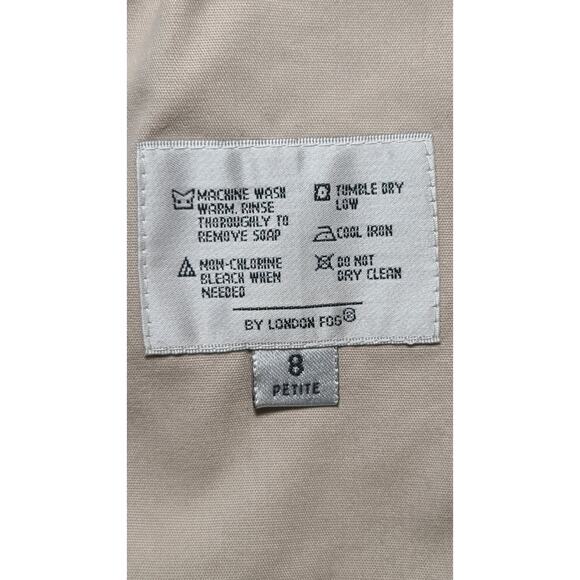 MACHINE WASH
WARM. RINSE
THOROUGHLY TO
REMOVE SOAP
NON-CHLORINE
BLEACH WHEN
NEEDED
TUMBLE DRY
LOW
COOL IRON
DO NOT
DRY CLEAN
BY LONDON FOG®
8
PETITE